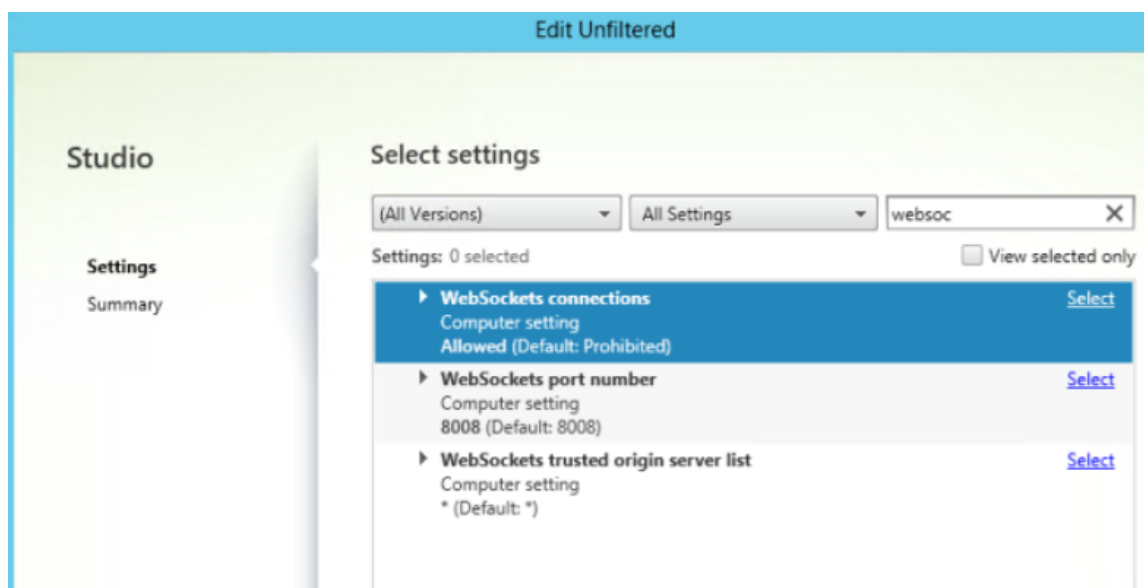 Edit Unfiltered
Studio
Select settings
(All Versions) All Settings websoc
Settings: 0 selected View selected only
Settings
Summary
WebSockets connections Select
Computer setting
Allowed (Default: Prohibited)
WebSockets port number Select
Computer setting
8008 (Default: 8008)
WebSockets trusted origin server list Select
Computer setting
* (Default: *)